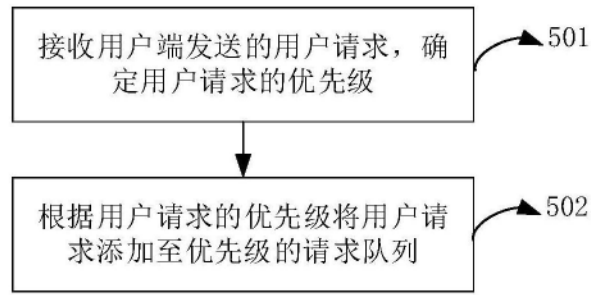 接收用户端发送的用户请求，确
定用户请求的优先级
501
根据用户请求的优先级将用户请
求添加至优先级的请求队列
502